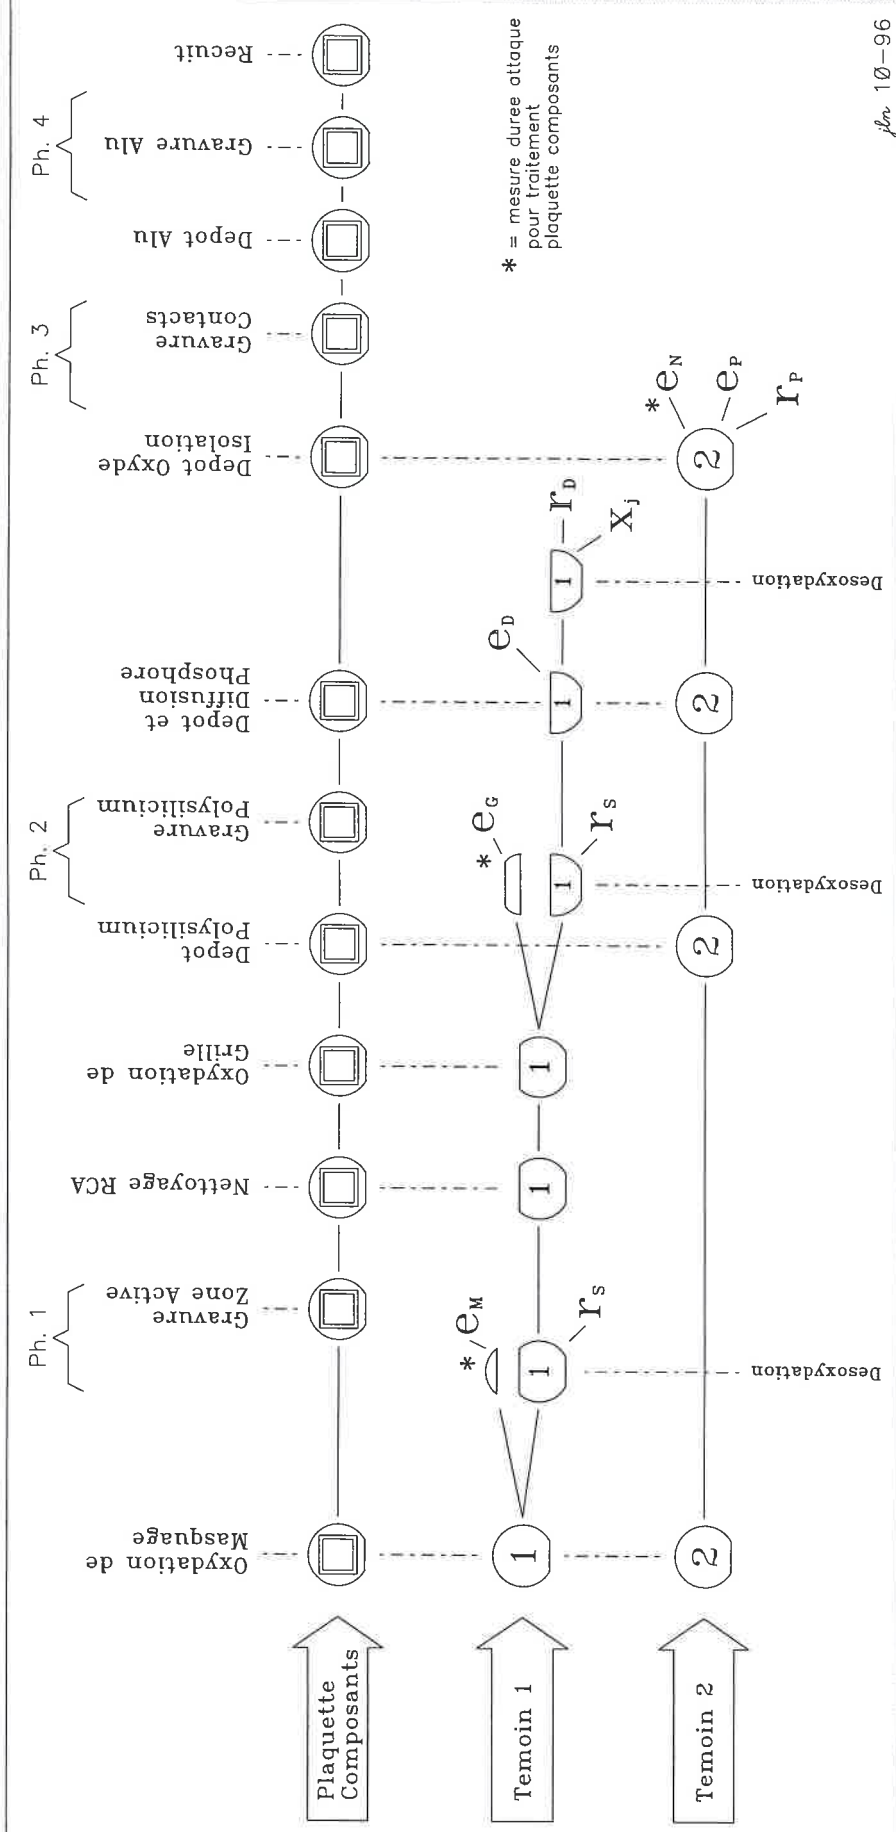 Ph. 1
Ph. 2
Ph. 3
Ph. 4
Oxydation de
Masquage
Gravure
Zone Active
Nettoyage RCA
Oxydation de
Grille
Depot
Polysilicium
Gravure
Polysilicium
Depot et
Diffusion
Phosphore
Depot Oxyde
Isolation
Gravure
Contacts
Depot Alu
Gravure Alu
Recuit
Plaquette
Composants
Temoin 1
1
* eM
1
rS
1
1
* eG
1
rS
1
eD
1
rD
Xj
* = mesure duree attaque
pour traitement
plaquette composants
Temoin 2
2
2
2
2
* eN
eP
rP
Desoxydation
Desoxydation
Desoxydation
jln 10-96